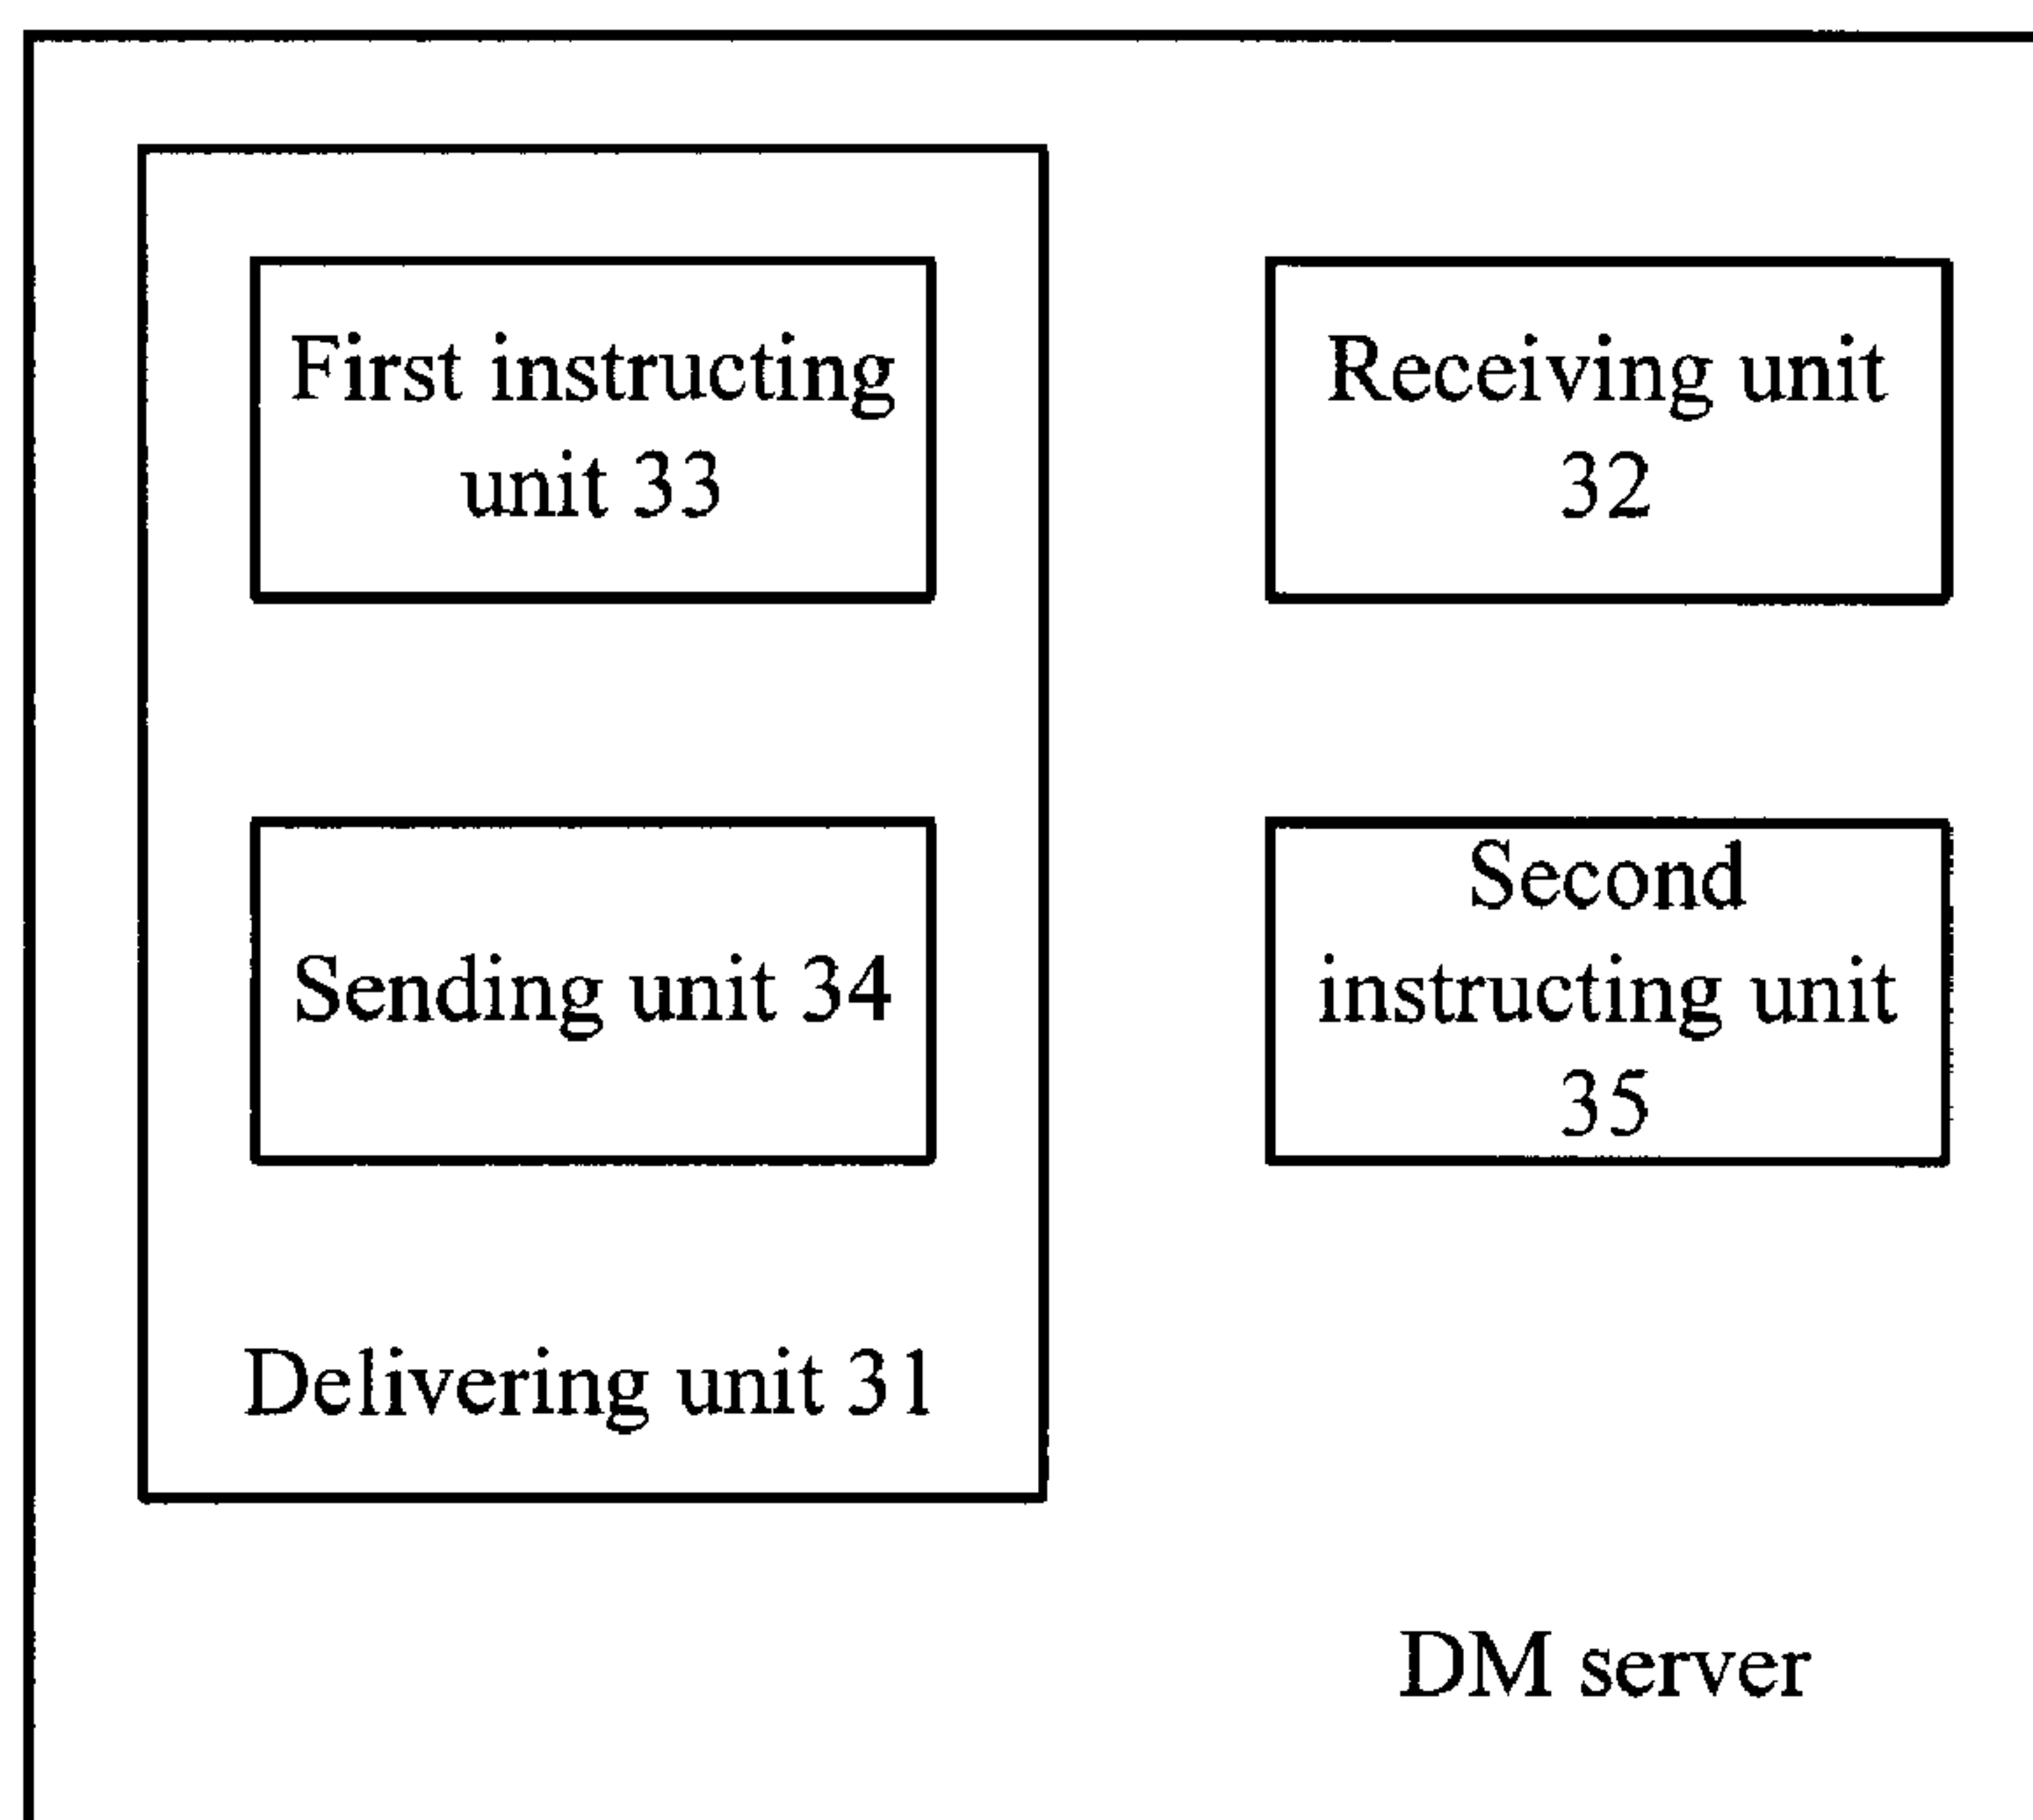 First instructing
unit 33
Sending unit 34
Delivering unit 31
Receiving unit
32
Second
instructing unit
35
DM server